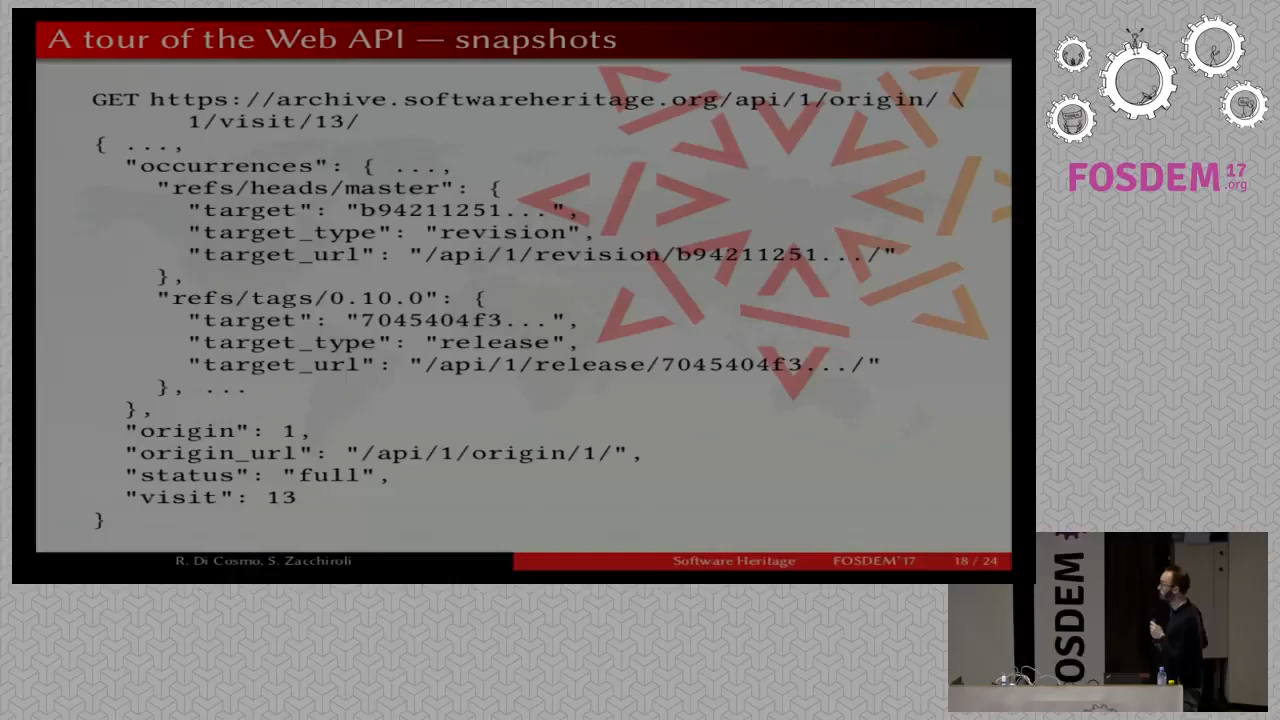 A tour of the Web API — snapshots
GET https://archive.softwareheritage.org/api/1/origin/ \
1/visit/13/
{ ...,
"occurrences": { ...,
"refs/heads/master": {
"target": "b94211251...",
"target_type": "revision",
"target_url": "/api/1/revision/b94211251.../"
},
"refs/tags/0.10.0": {
"target": "7045404f3...",
"target_type": "release",
"target_url": "/api/1/release/7045404f3.../"
}, ...
},
"origin": 1,
"origin_url": "/api/1/origin/1/",
"status": "full",
"visit": 13
}
R. Di Cosmo, S. Zacchiroli
Software Heritage
FOSDEM'17
18 / 24
FOSDEM 17
.org
OSDEM